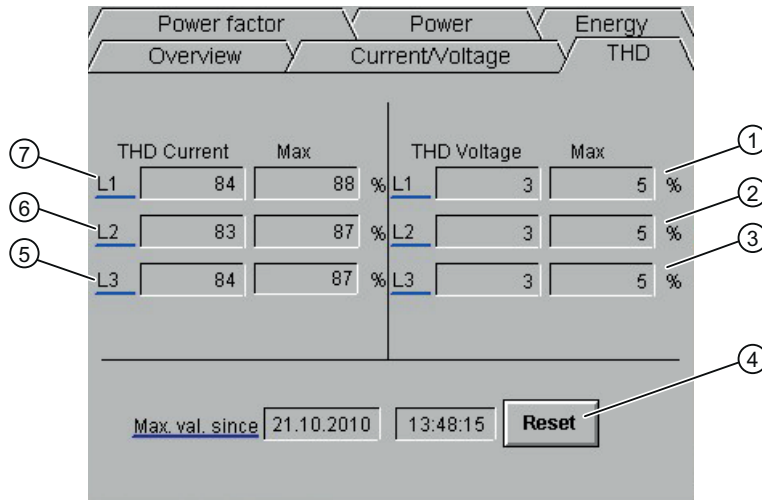 Power factor Power Energy
Overview Current/Voltage THD
THD Current Max THD Voltage Max
7 L1 84 88 % L1 3 5 % 1
6 L2 83 87 % L2 3 5 % 2
5 L3 84 87 % L3 3 5 % 3
4
Max. val. since 21.10.2010 13:48:15 Reset